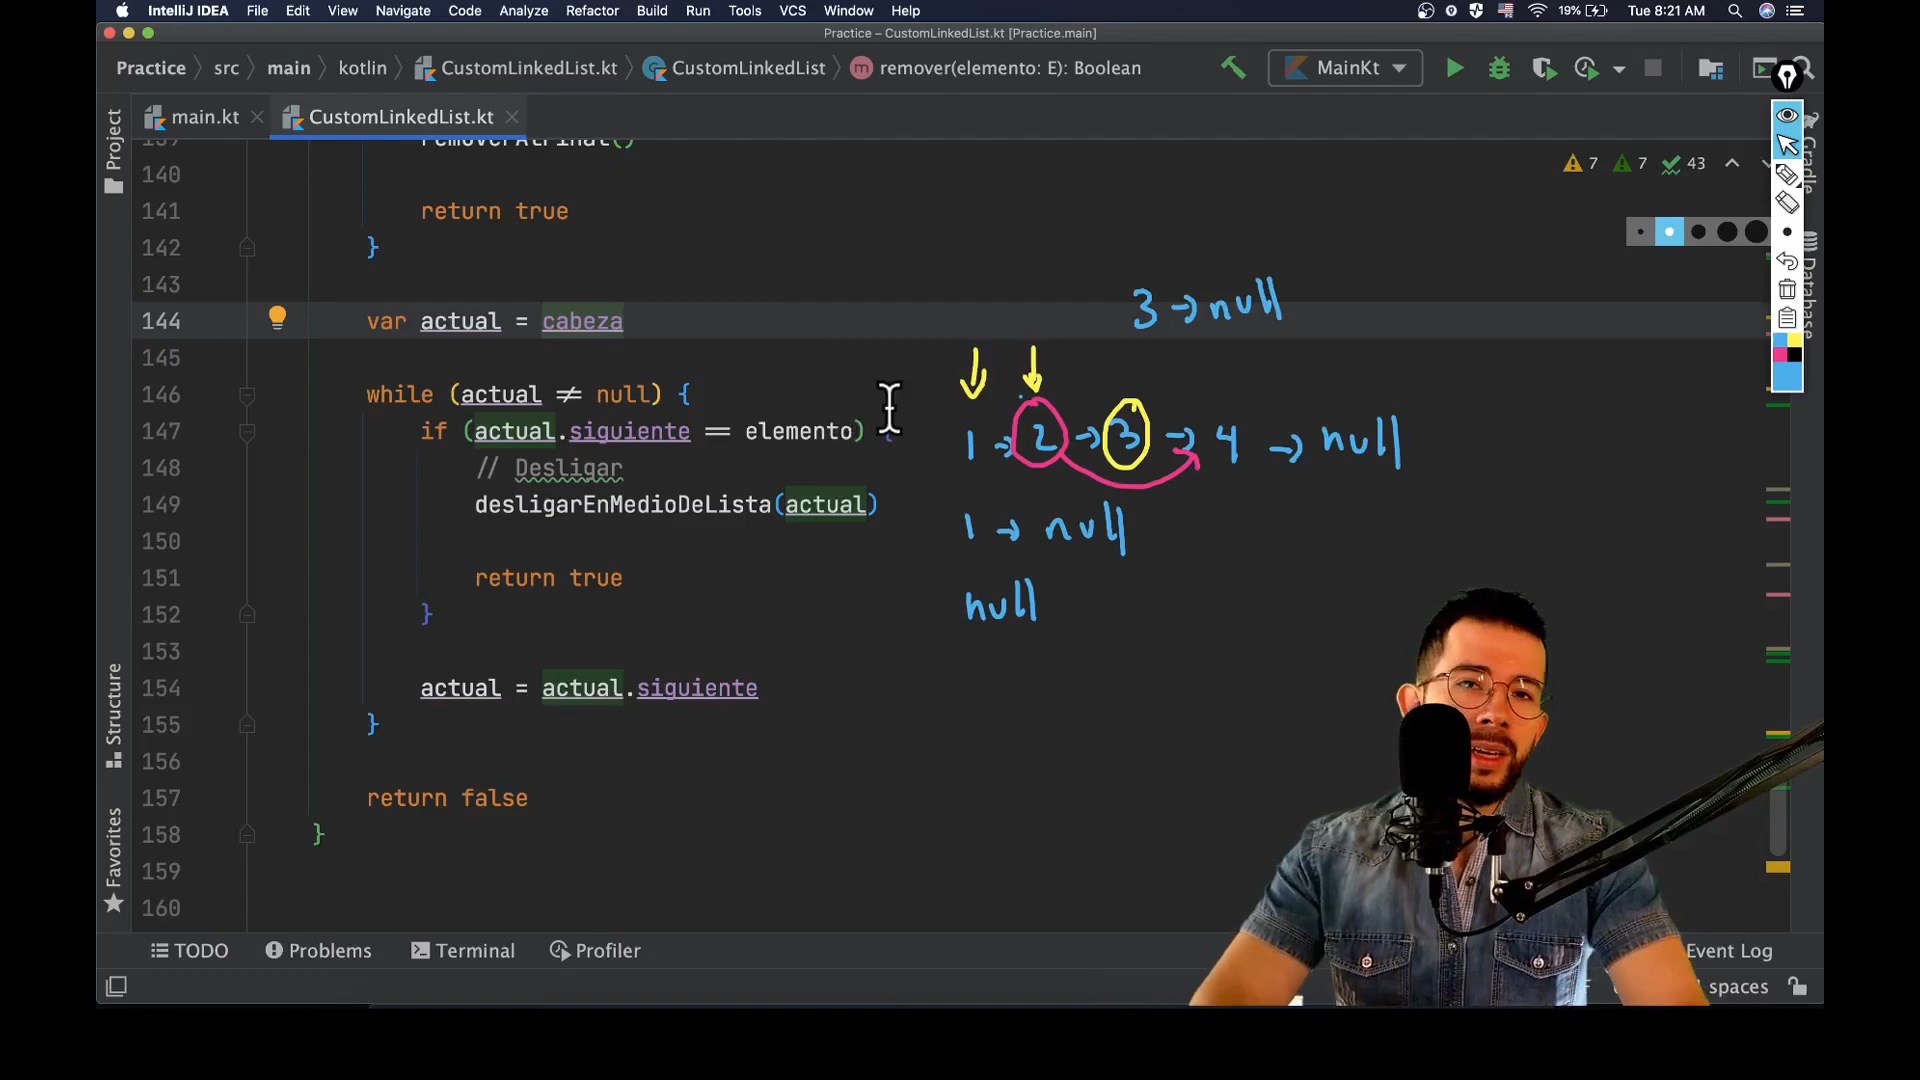 IntelliJ IDEA File Edit View Navigate Code Analyze Refactor Build Run Tools VCS Window Help 19% Tue 8:21 AM
Practice – CustomLinkedList.kt [Practice.main]
Practice src main kotlin CustomLinkedList.kt CustomLinkedList remover(elemento: E): Boolean MainKt
main.kt CustomLinkedList.kt
Project
Gradle
Database
Structure
Favorites
7 7 43
140
141 return true
142 }
143
144 var actual = cabeza
145
146 while (actual ≠ null) {
147 if (actual.siguiente == elemento) {
148 // Desligar
149 desligarEnMedioDeLista(actual)
150
151 return true
152 }
153
154 actual = actual.siguiente
155 }
156
157 return false
158 }
159
160
3 → null
1 → 2 → 3 → 4 → null
1 → null
null
TODO Problems Terminal Profiler Event Log
spaces